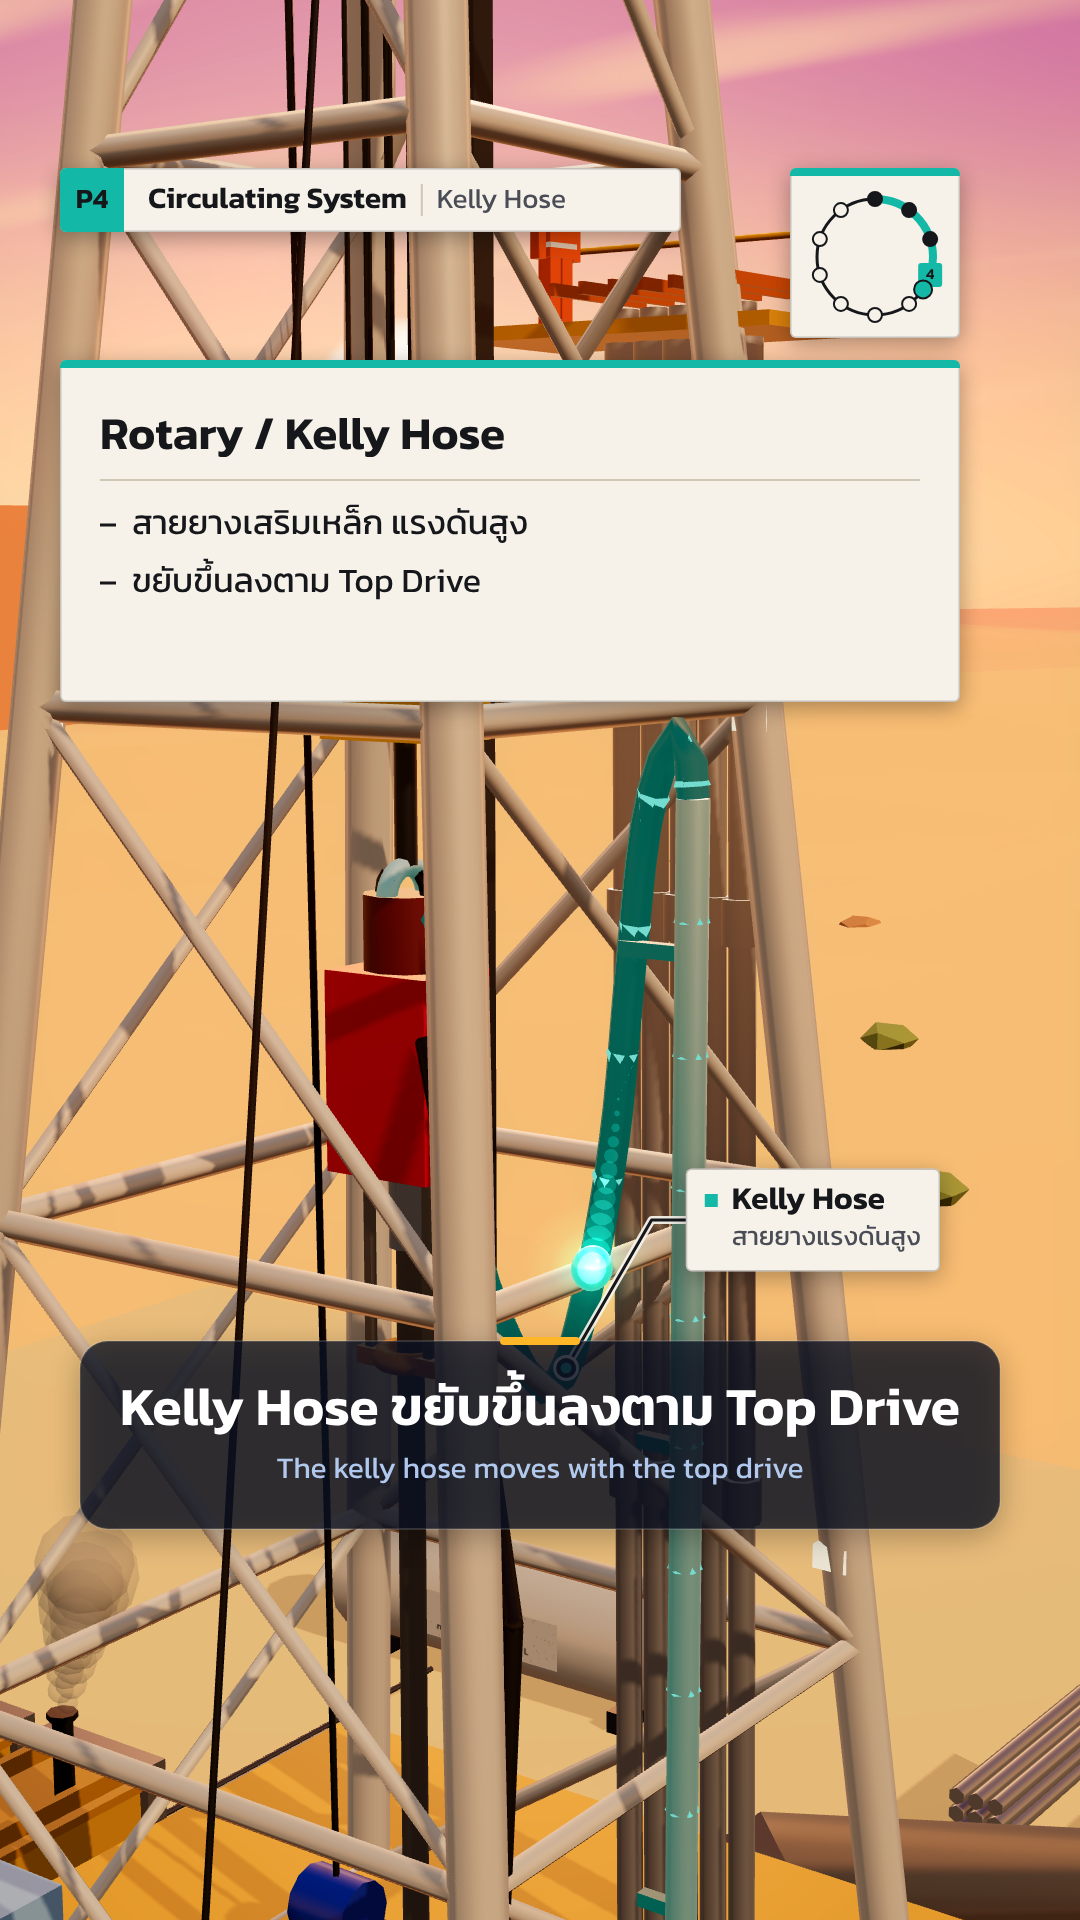 P4 Circulating System Kelly Hose
4
Rotary / Kelly Hose
– สายยางเสริมเหล็ก แรงดันสูง
– ขยับขึ้นลงตาม Top Drive
Kelly Hose
สายยางแรงดันสูง
Kelly Hose ขยับขึ้นลงตาม Top Drive
The kelly hose moves with the top drive